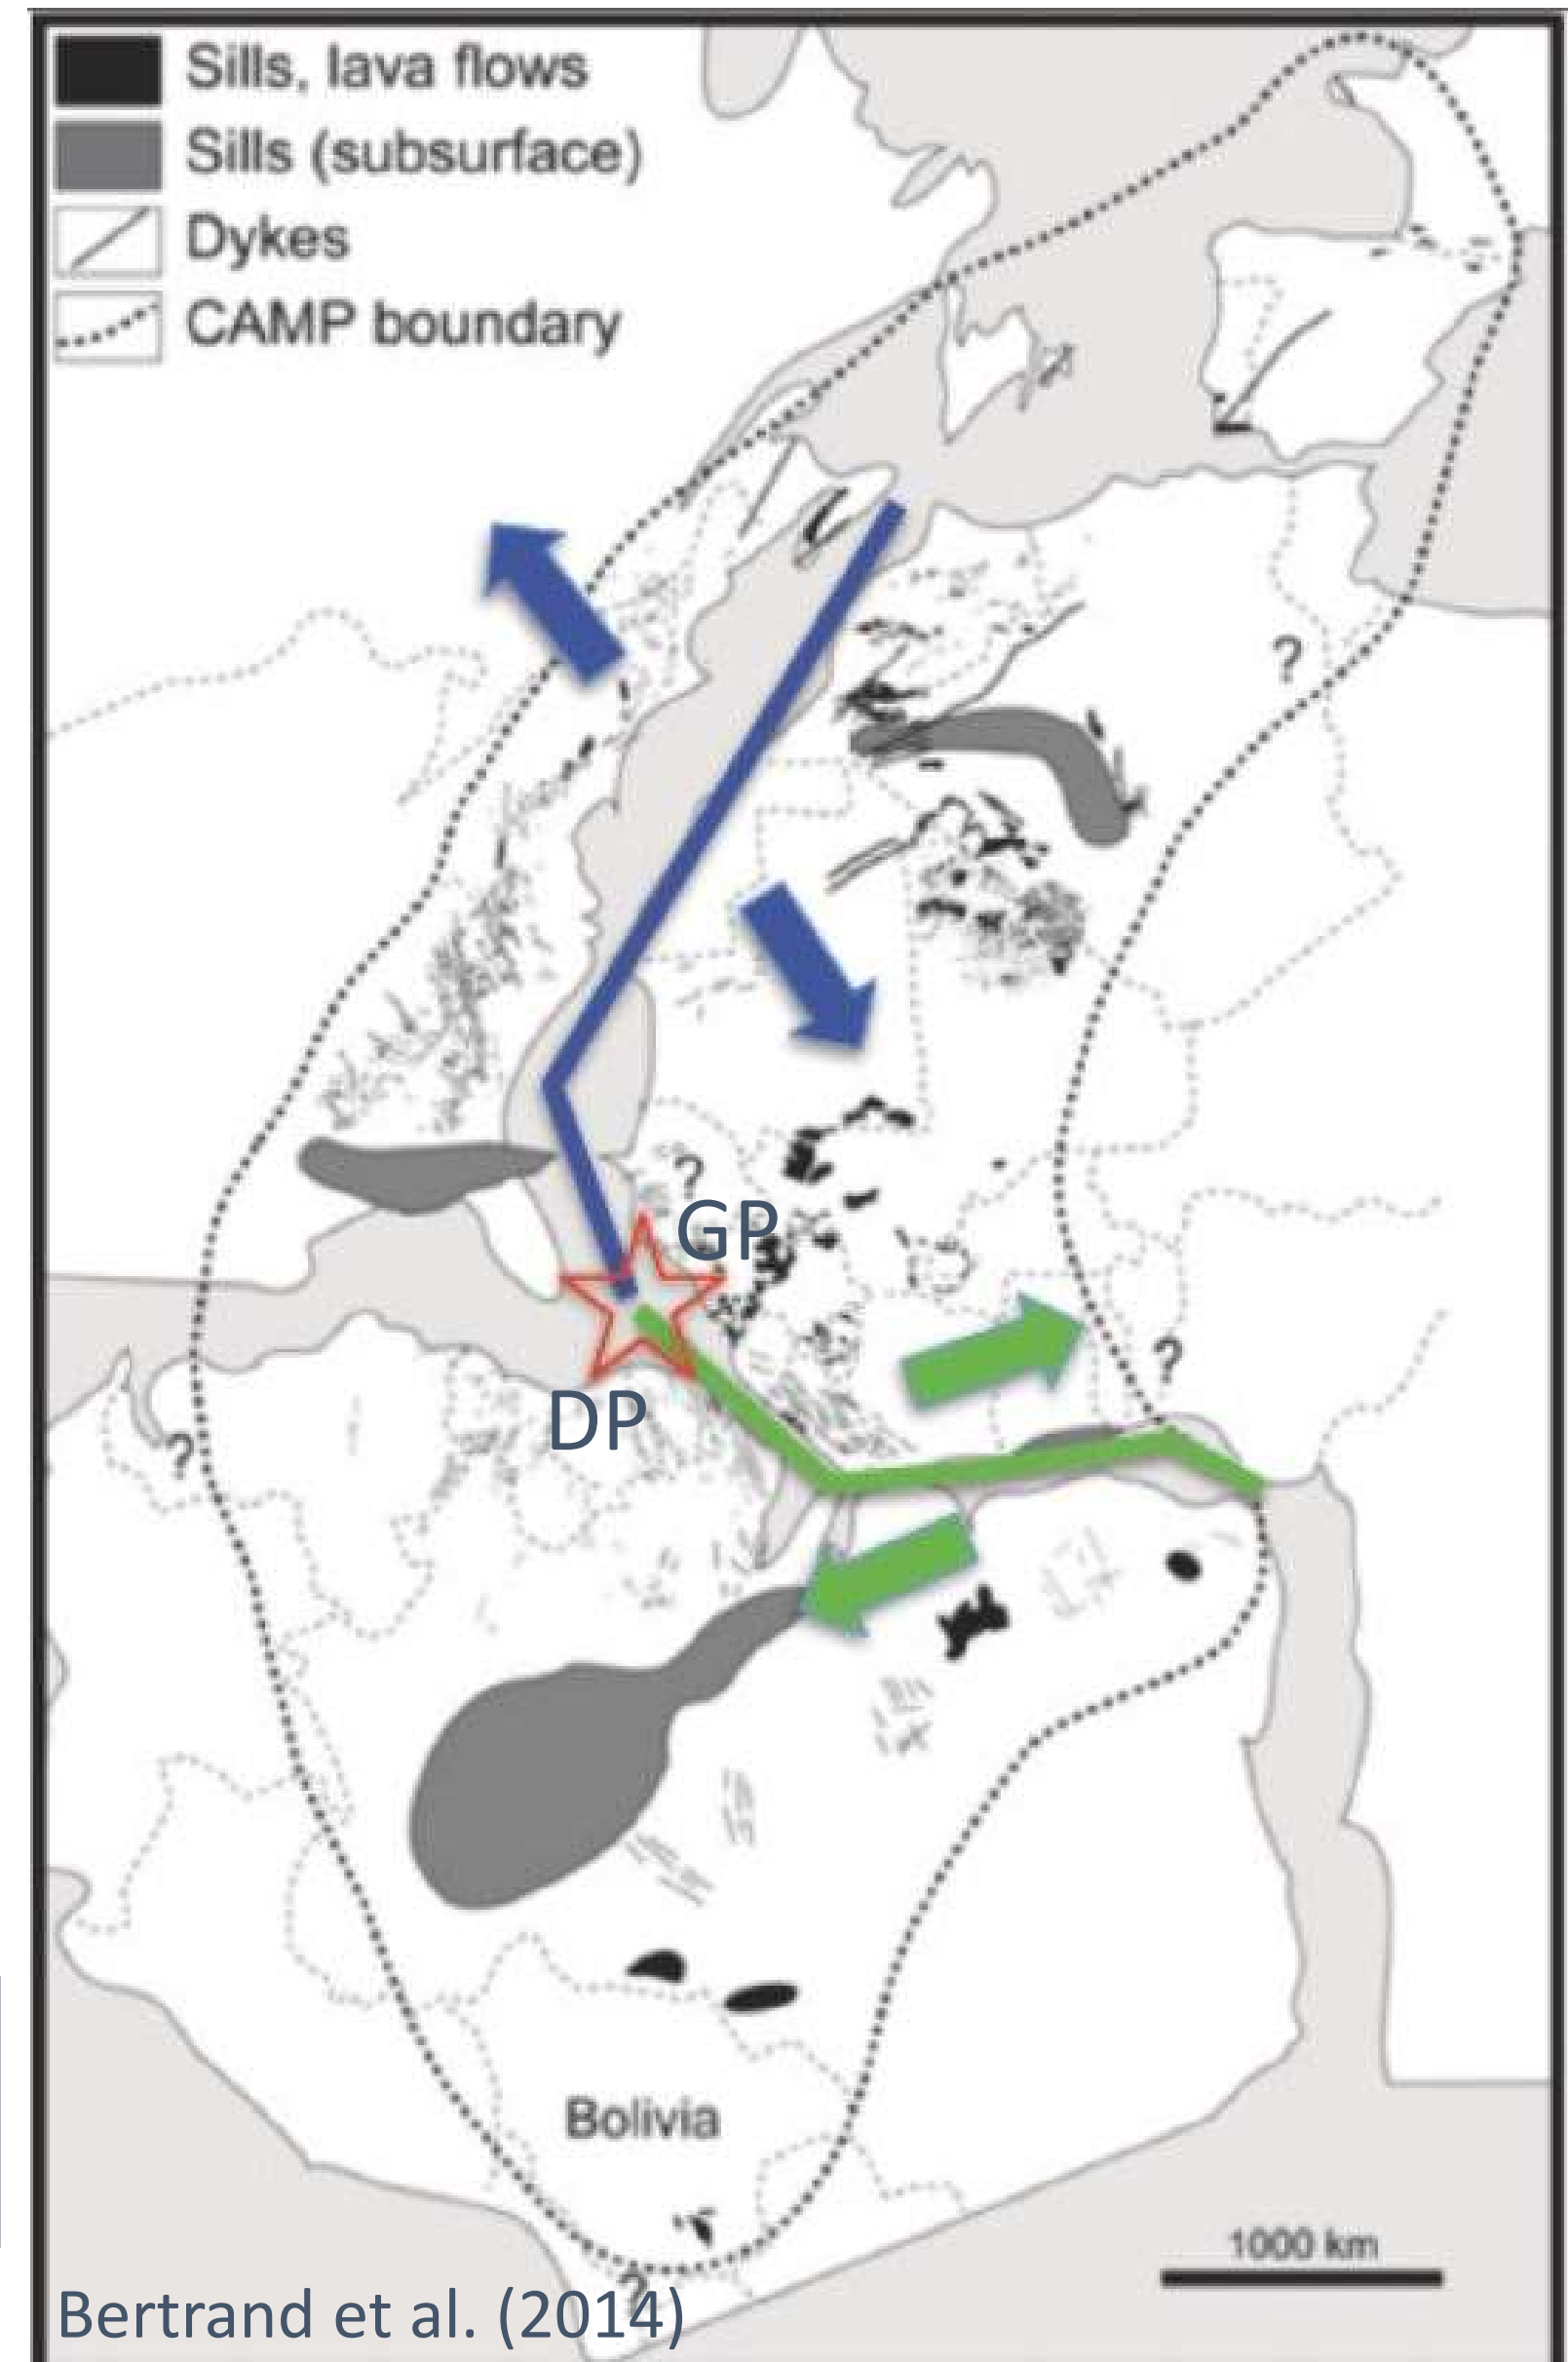 Sills, lava flows
Sills (subsurface)
Dykes
CAMP boundary
?
?
GP
?
DP
?
Bolivia
1000 km
?
Bertrand et al. (2014)